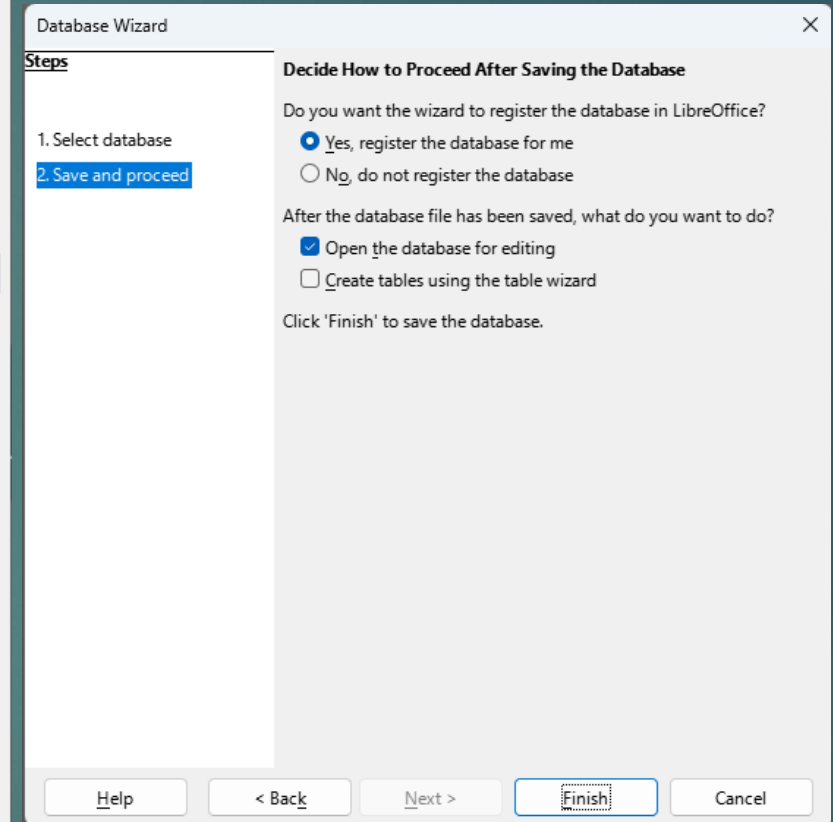 Database Wizard
Steps
1. Select database
2. Save and proceed
Decide How to Proceed After Saving the Database
Do you want the wizard to register the database in LibreOffice?
Yes, register the database for me
No, do not register the database
After the database file has been saved, what do you want to do?
Open the database for editing
Create tables using the table wizard
Click 'Finish' to save the database.
Help
< Back
Next >
Finish
Cancel